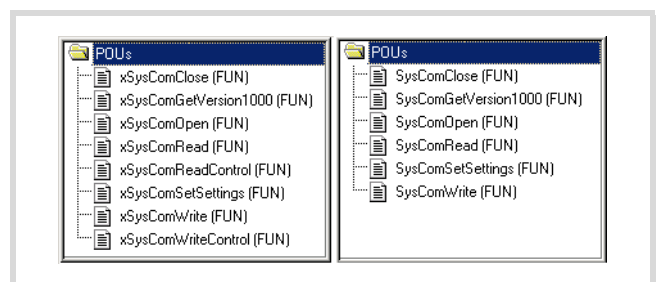 POUs
xSysComClose (FUN)
xSysComGetVersion1000 (FUN)
xSysComOpen (FUN)
xSysComRead (FUN)
xSysComReadControl (FUN)
xSysComSetSettings (FUN)
xSysComWrite (FUN)
xSysComWriteControl (FUN)
POUs
SysComClose (FUN)
SysComGetVersion1000 (FUN)
SysComOpen (FUN)
SysComRead (FUN)
SysComSetSettings (FUN)
SysComWrite (FUN)